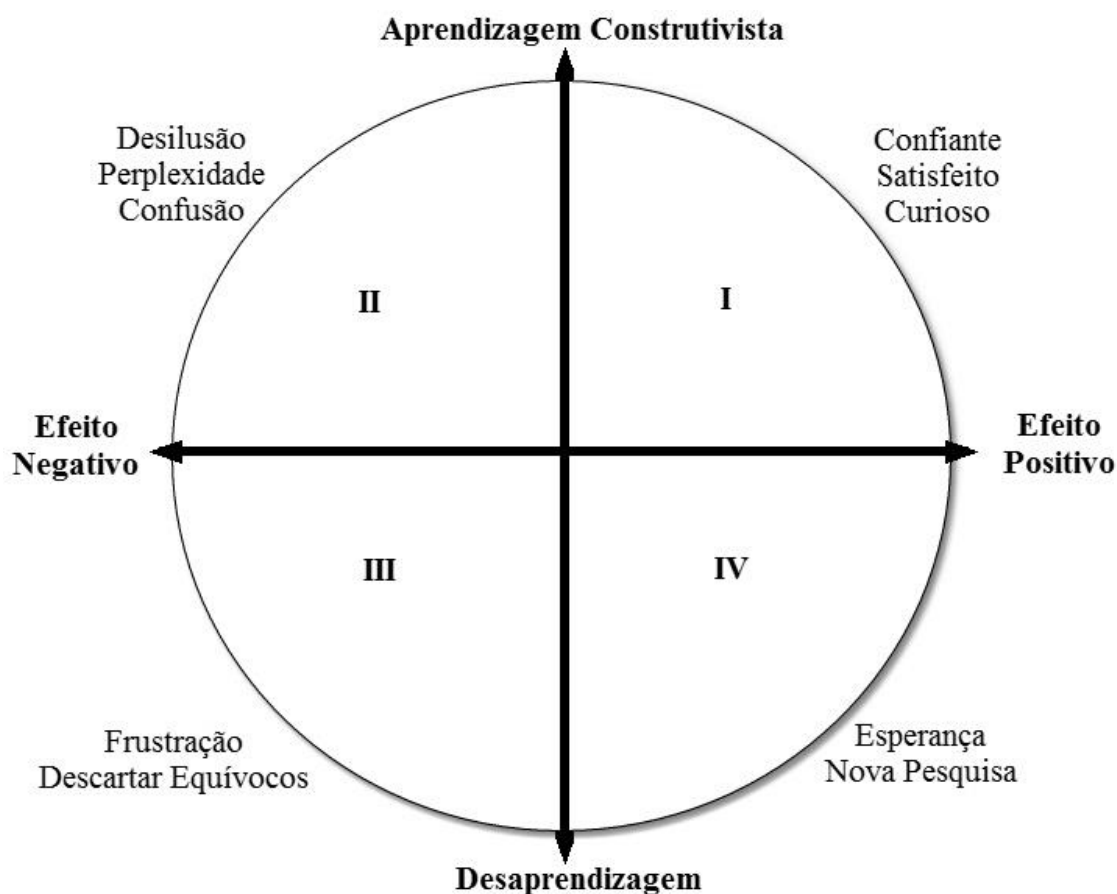 Aprendizagem Construtivista
Desilusão
Perplexidade
Confusão
Confiante
Satisfeito
Curioso
II
I
Efeito
Negativo
Efeito
Positivo
III
IV
Frustração
Descartar Equívocos
Esperança
Nova Pesquisa
Desaprendizagem